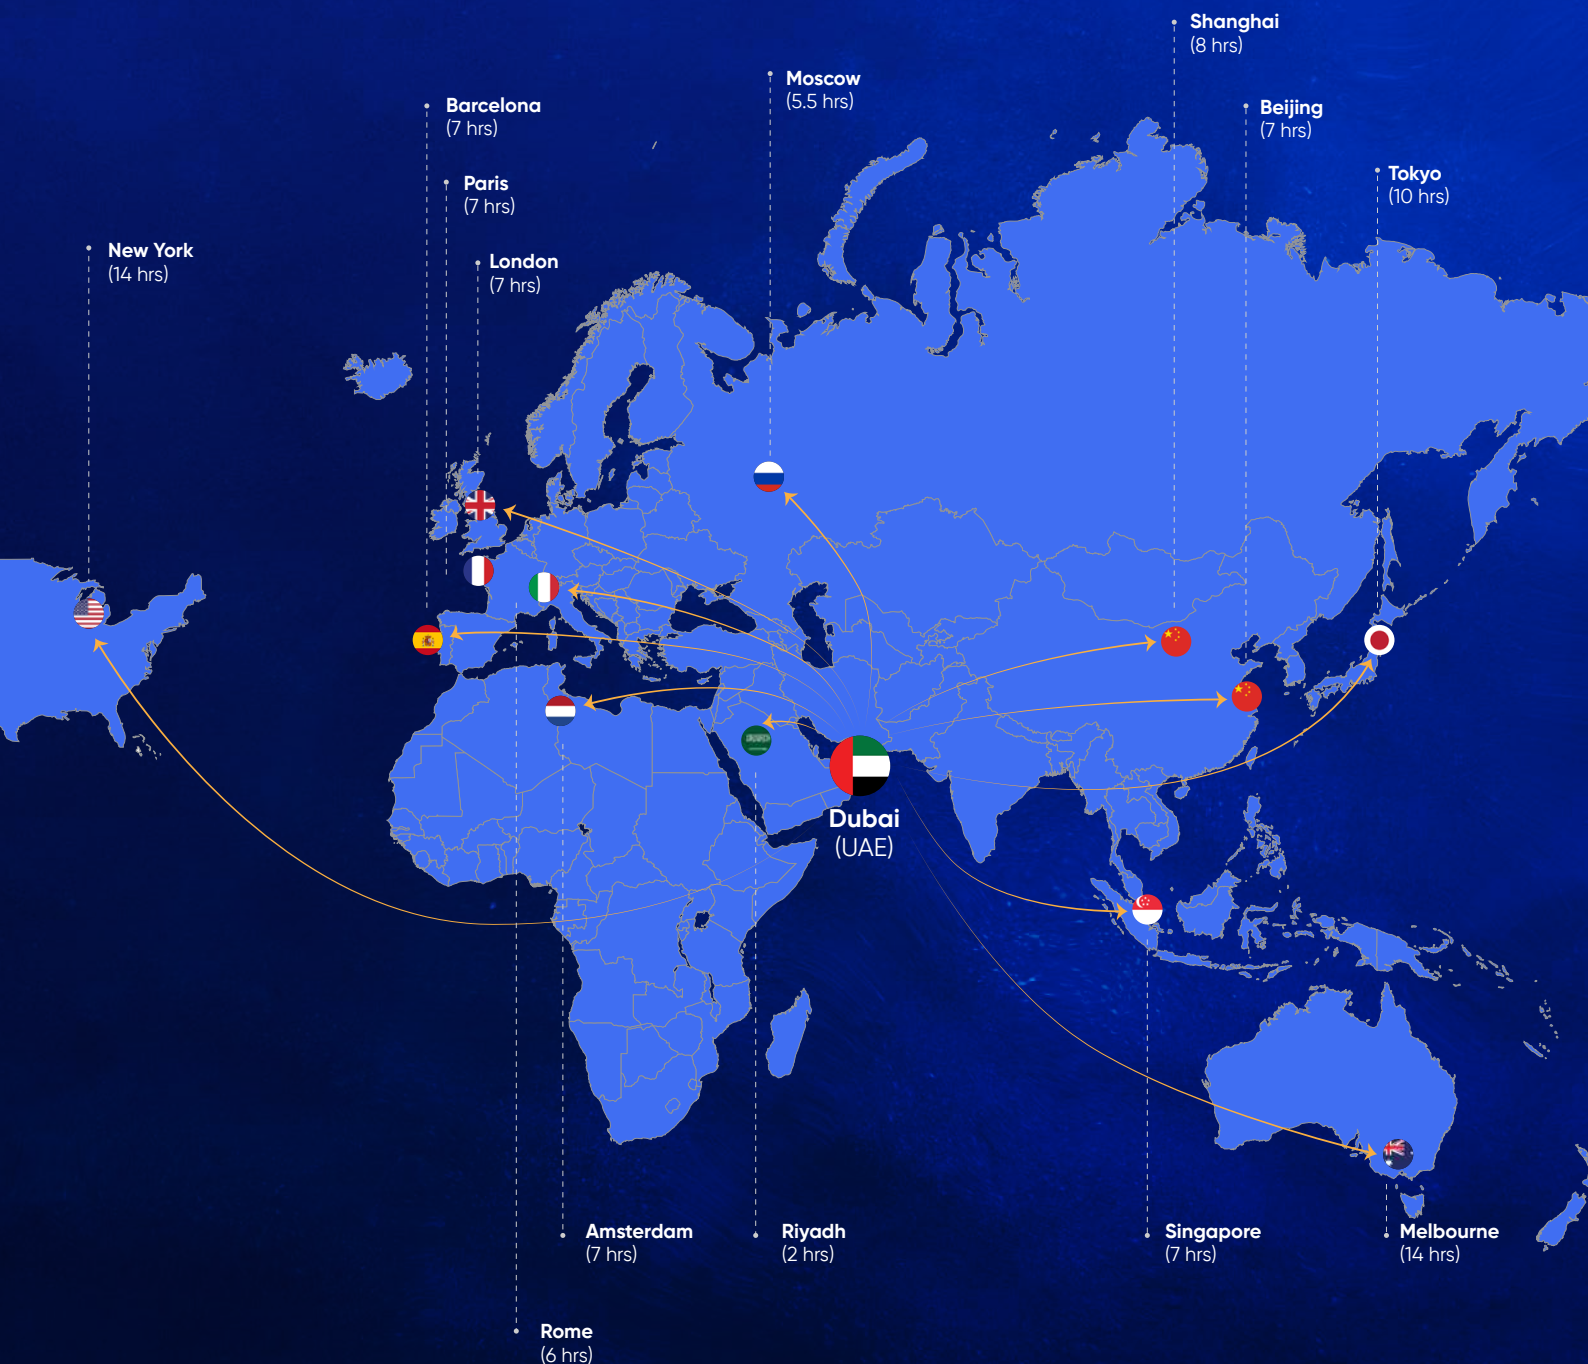 Shanghai
(8 hrs)
Moscow
(5.5 hrs)
Barcelona
(7 hrs)
Beijing
(7 hrs)
Tokyo
(10 hrs)
Paris
(7 hrs)
New York
(14 hrs)
London
(7 hrs)
Dubai
(UAE)
Amsterdam
(7 hrs)
Riyadh
(2 hrs)
Singapore
(7 hrs)
Melbourne
(14 hrs)
Rome
(6 hrs)